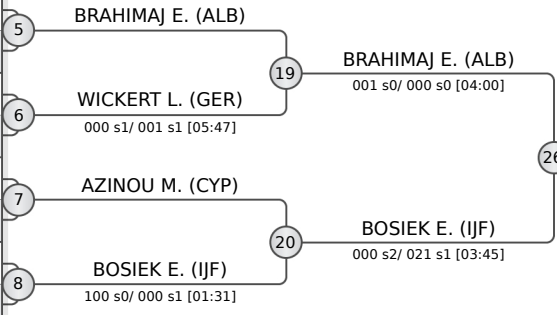 BRAHIMAJ E. (ALB)
5
19
BRAHIMAJ E. (ALB)
001 s0/ 000 s0 [04:00]
WICKERT L. (GER)
6
000 s1/ 001 s1 [05:47]
26
AZINOU M. (CYP)
7
20
BOSIEK E. (IJF)
000 s2/ 021 s1 [03:45]
BOSIEK E. (IJF)
8
100 s0/ 000 s1 [01:31]